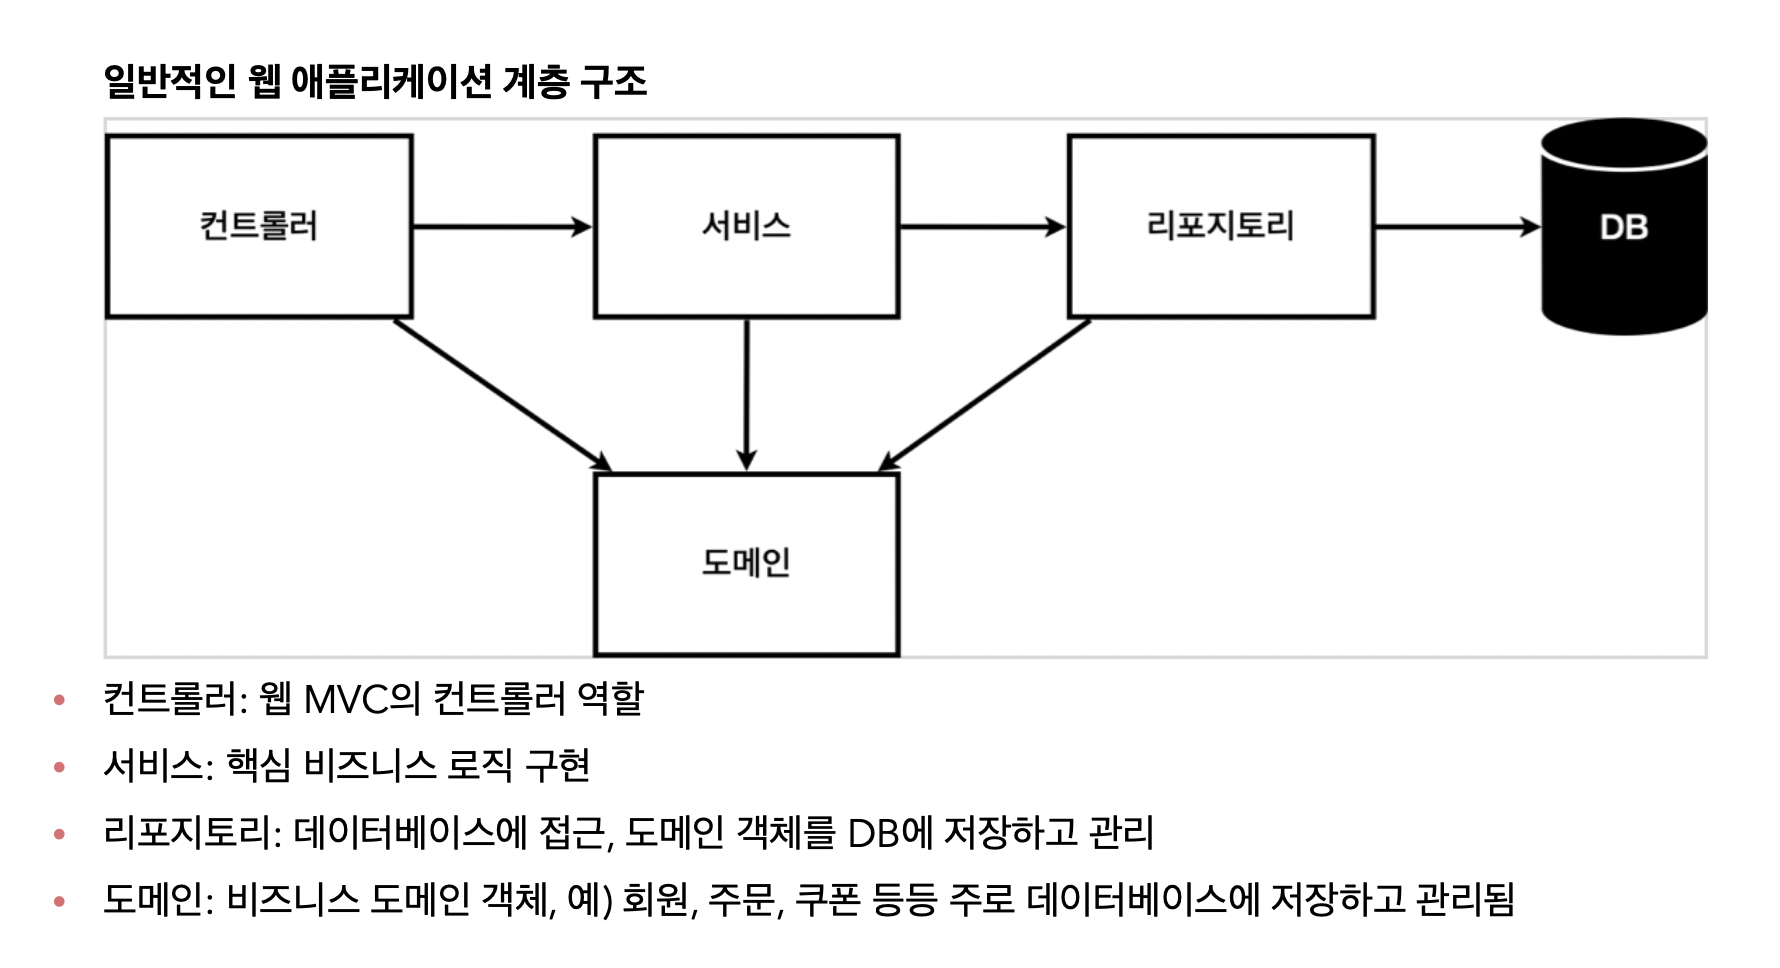 일반적인 웹 애플리케이션 계층 구조
컨트롤러
서비스
리포지토리
DB
도메인
• 컨트롤러: 웹 MVC의 컨트롤러 역할
• 서비스: 핵심 비즈니스 로직 구현
• 리포지토리: 데이터베이스에 접근, 도메인 객체를 DB에 저장하고 관리
• 도메인: 비즈니스 도메인 객체, 예) 회원, 주문, 쿠폰 등등 주로 데이터베이스에 저장하고 관리됨